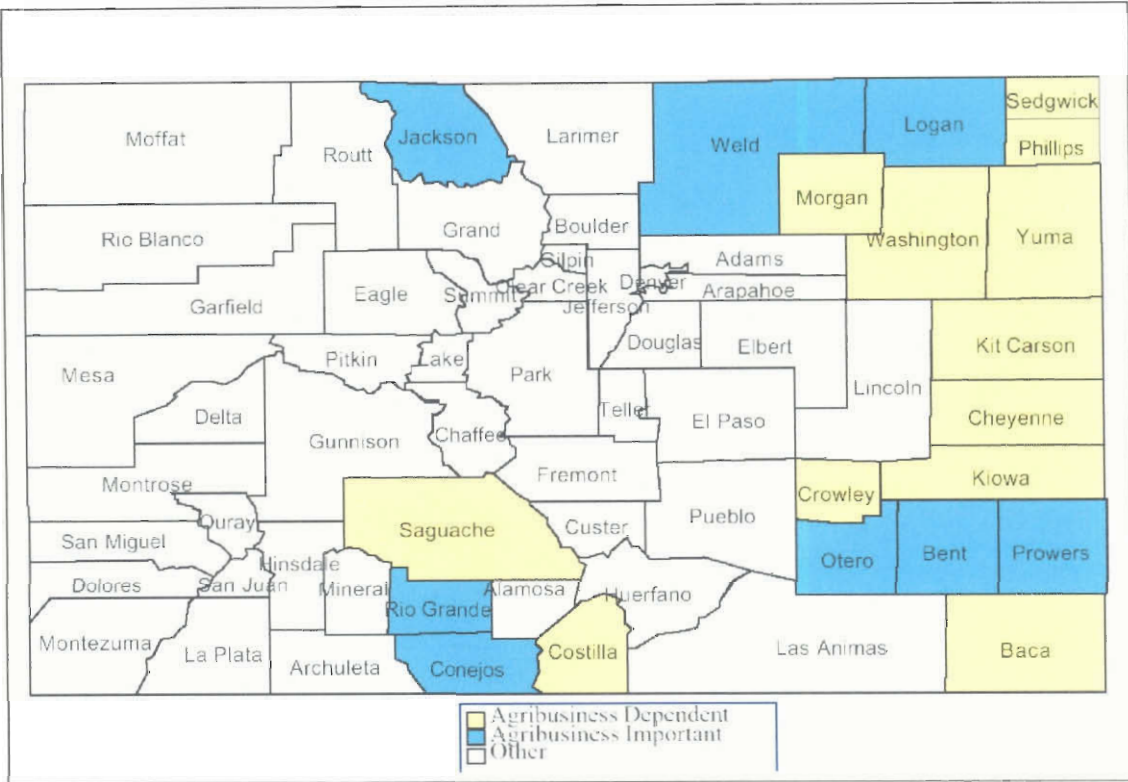 Moffat
Routt
Jackson
Larimer
Weld
Logan
Sedgwick
Phillips
Morgan
Washington
Yuma
Rio Blanco
Grand
Boulder
Gilpin
Clear Creek
Adams
Denver
Arapahoe
Jefferson
Garfield
Eagle
Summit
Mesa
Pitkin
Lake
Park
Douglas
Elbert
Lincoln
Kit Carson
Delta
Gunnison
Chaffee
Teller
El Paso
Cheyenne
Montrose
Fremont
Crowley
Kiowa
Ouray
Saguache
Custer
Pueblo
San Miguel
Hinsdale
Otero
Bent
Prowers
Dolores
San Juan
Mineral
Rio Grande
Alamosa
Huerfano
Montezuma
La Plata
Archuleta
Conejos
Costilla
Las Animas
Baca
Agribusiness Dependent
Agribusiness Important
Other